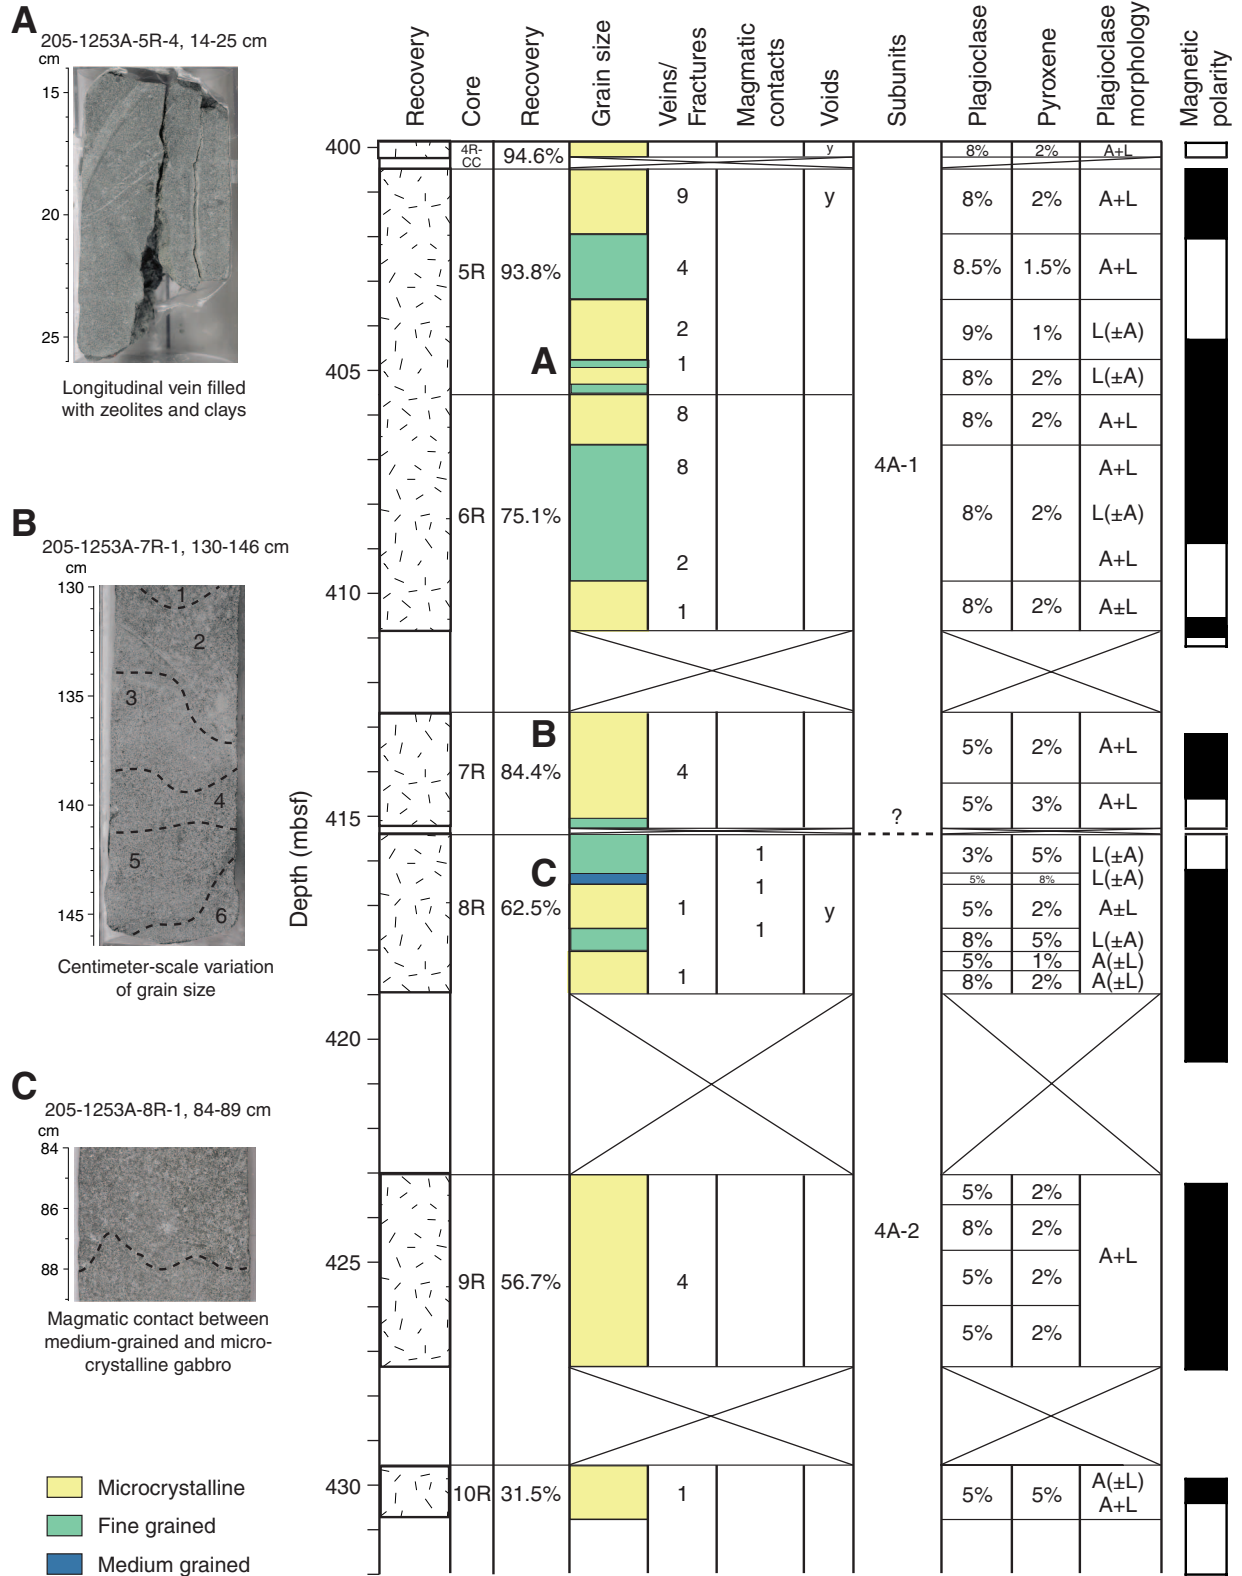 A
205-1253A-5R-4, 14-25 cm
cm
15
20
25
Longitudinal vein filled
with zeolites and clays
B
205-1253A-7R-1, 130-146 cm
cm
130
135
140
145
1
2
3
4
5
6
Centimeter-scale variation
of grain size
C
205-1253A-8R-1, 84-89 cm
cm
84
86
88
Magmatic contact between
medium-grained and micro-
crystalline gabbro
Microcrystalline
Fine grained
Medium grained
Depth (mbsf)
400
405
410
415
420
425
430
Recovery
Core
Recovery
Grain size
Veins/
Fractures
Magmatic
contacts
Voids
Subunits
Plagioclase
Pyroxene
Plagioclase
morphology
Magnetic
polarity
4R-
CC
94.6%
y
8%
2%
A+L
9
y
8%
2%
A+L
5R
93.8%
4
8.5%
1.5%
A+L
2
9%
1%
L(±A)
A
1
8%
2%
L(±A)
8
8%
2%
A+L
8
4A-1
A+L
6R
75.1%
8%
2%
L(±A)
2
A+L
1
8%
2%
A±L
B
5%
2%
A+L
7R
84.4%
4
5%
3%
A+L
?
1
3%
5%
L(±A)
C
1
5%
8%
L(±A)
8R
62.5%
1
y
5%
2%
A±L
1
8%
5%
L(±A)
5%
1%
A(±L)
1
8%
2%
A(±L)
5%
2%
4A-2
8%
2%
A+L
9R
56.7%
4
5%
2%
5%
2%
10R
31.5%
1
5%
5%
A(±L)
A+L